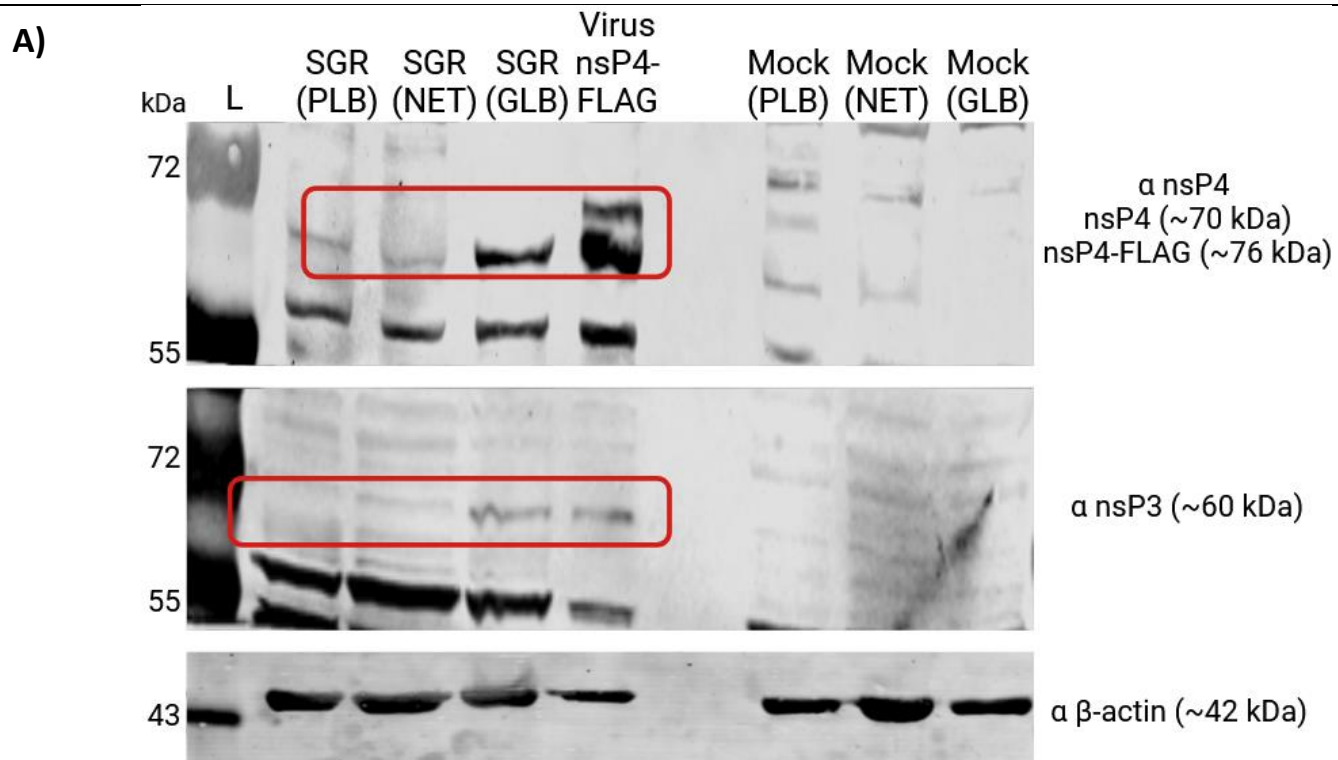 A)
kDa
L
SGR
(PLB)
SGR
(NET)
SGR
(GLB)
Virus
nsP4-
FLAG
Mock
(PLB)
Mock
(NET)
Mock
(GLB)
72
55
α nsP4
nsP4 (~70 kDa)
nsP4-FLAG (~76 kDa)
72
55
α nsP3 (~60 kDa)
43
α β-actin (~42 kDa)